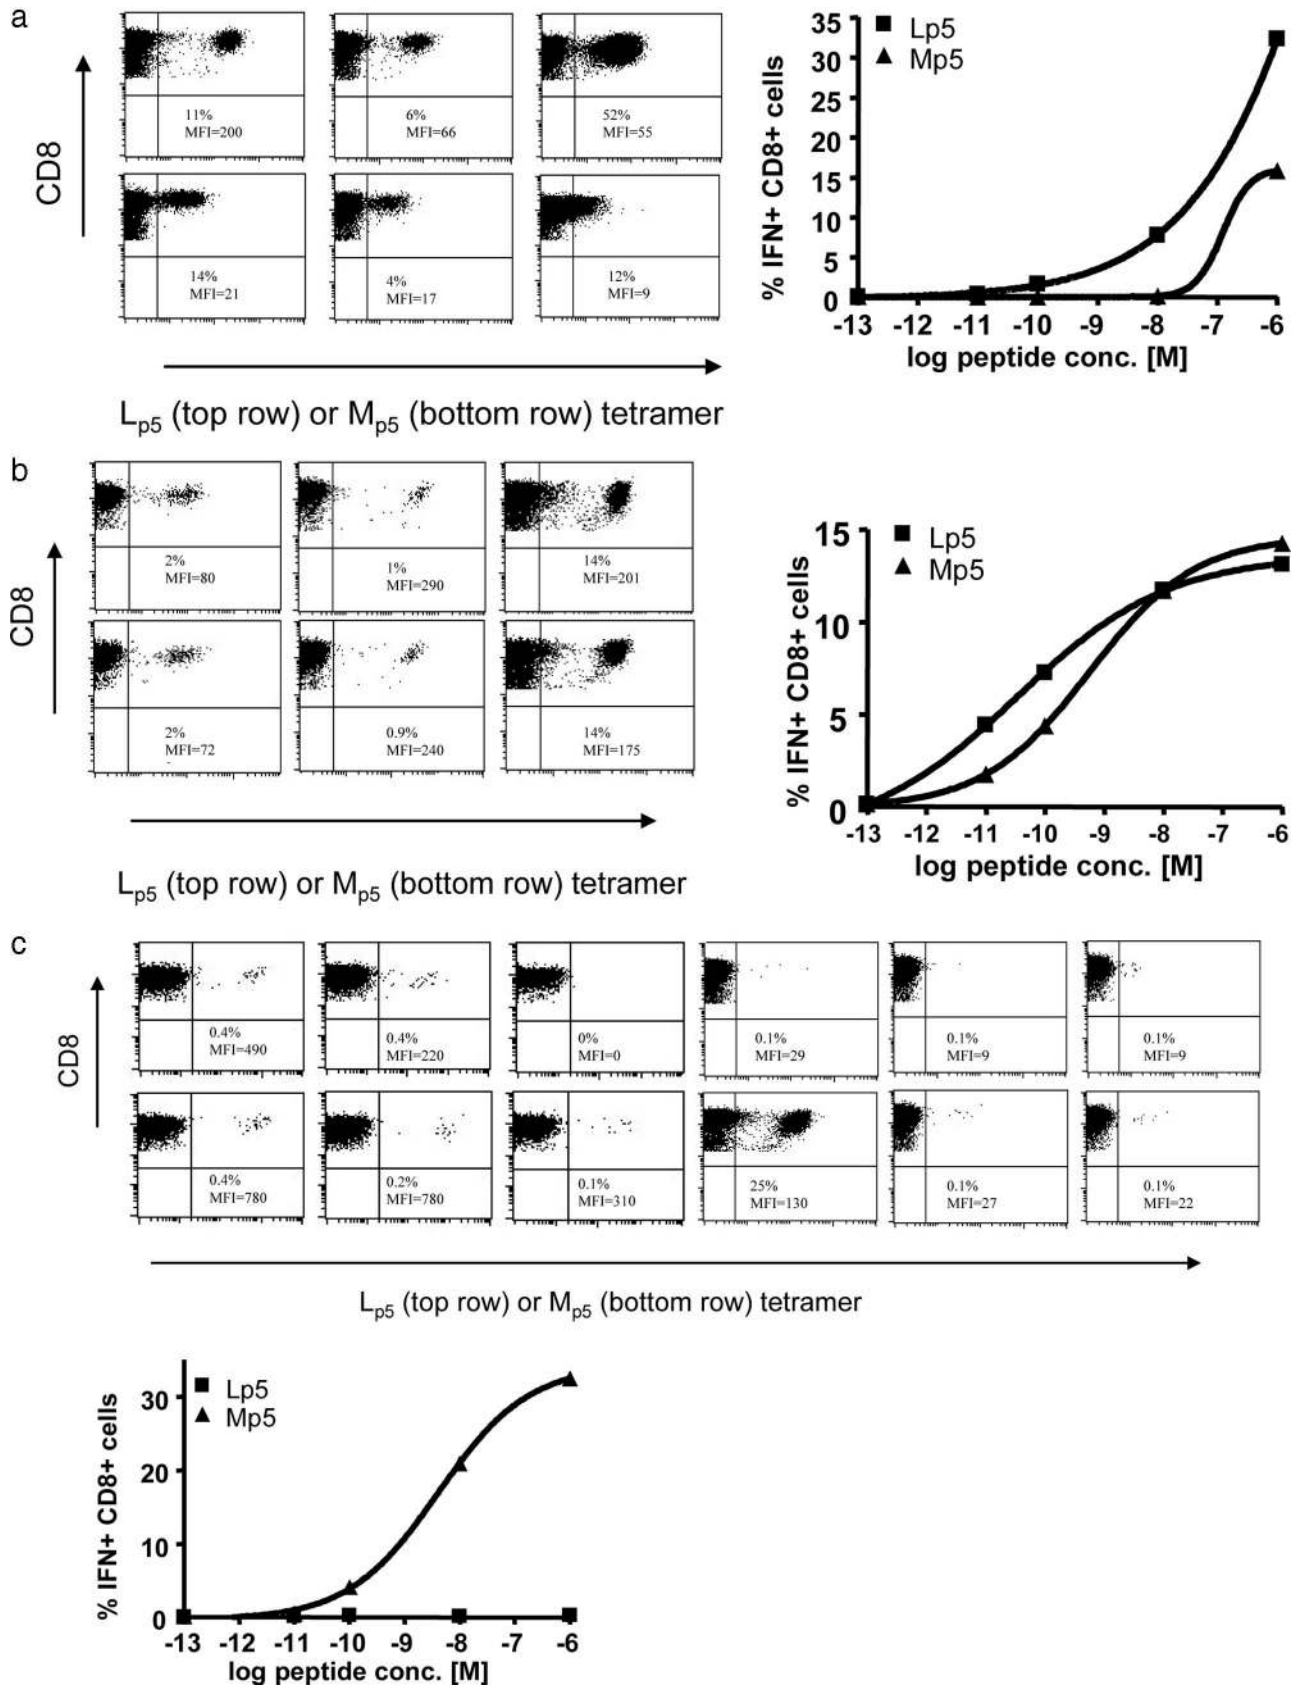 a
CD8
11%
MFI=200
6%
MFI=66
52%
MFI=55
14%
MFI=21
4%
MFI=17
12%
MFI=9
Lp5 (top row) or Mp5 (bottom row) tetramer
% IFN+ CD8+ cells
35
30
25
20
15
10
5
0
Lp5
Mp5
-13 -12 -11 -10 -9 -8 -7 -6
log peptide conc. [M]
b
CD8
2%
MFI=80
1%
MFI=290
14%
MFI=201
2%
MFI=72
0.9%
MFI=240
14%
MFI=175
Lp5 (top row) or Mp5 (bottom row) tetramer
% IFN+ CD8+ cells
15
10
5
0
Lp5
Mp5
-13 -12 -11 -10 -9 -8 -7 -6
log peptide conc. [M]
c
CD8
0.4%
MFI=490
0.4%
MFI=220
0%
MFI=0
0.1%
MFI=29
0.1%
MFI=9
0.1%
MFI=9
0.4%
MFI=780
0.2%
MFI=780
0.1%
MFI=310
25%
MFI=130
0.1%
MFI=27
0.1%
MFI=22
Lp5 (top row) or Mp5 (bottom row) tetramer
% IFN+ CD8+ cells
30
20
10
0
Lp5
Mp5
-13 -12 -11 -10 -9 -8 -7 -6
log peptide conc. [M]